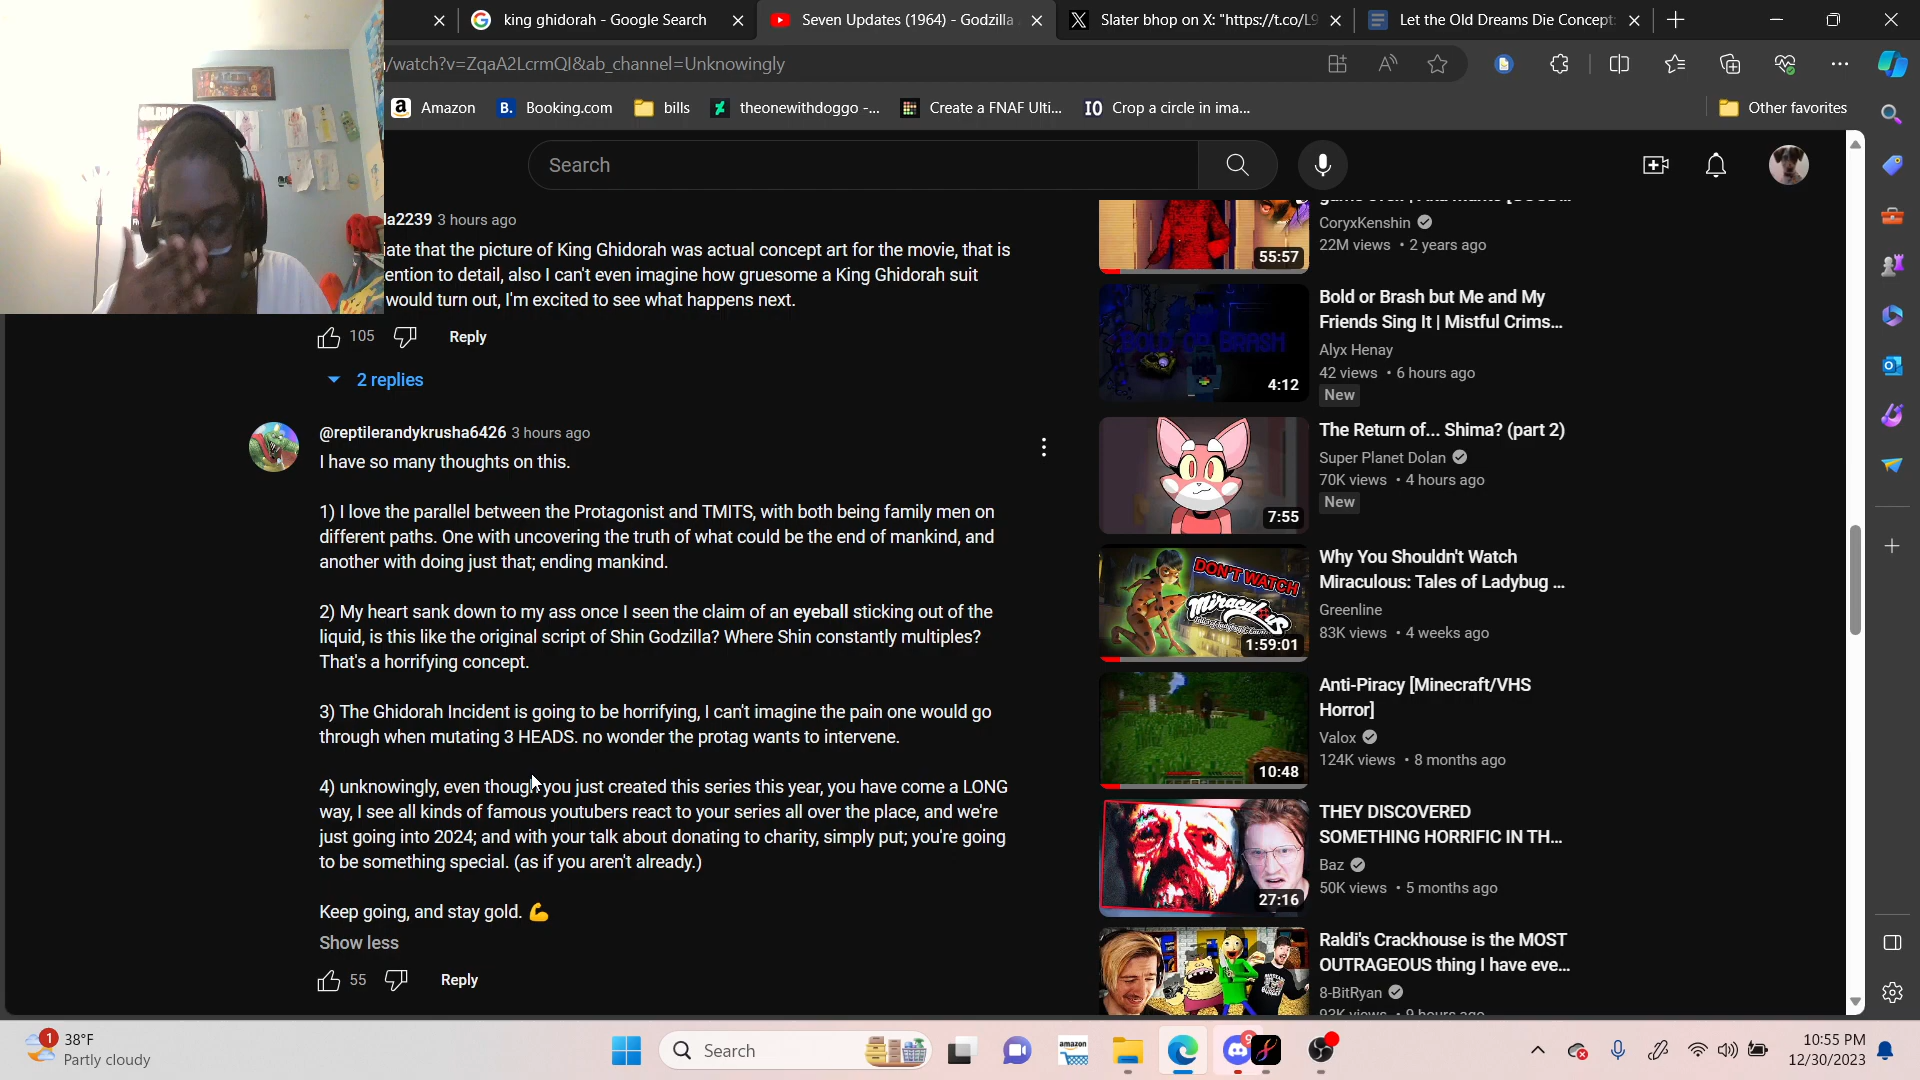 king ghidorah - Google Search
Seven Updates (1964) - Godzilla
Slater bhop on X: "https://t.co/L9
Let the Old Dreams Die Concept:
/watch?v=ZqaA2LcrmQI&ab_channel=Unknowingly
Amazon
Booking.com
bills
theonewithdoggo -...
Create a FNAF Ulti...
Crop a circle in ima...
Other favorites
Search
la2239 3 hours ago
iate that the picture of King Ghidorah was actual concept art for the movie, that is
ention to detail, also I can't even imagine how gruesome a King Ghidorah suit
would turn out, I'm excited to see what happens next.
105
Reply
2 replies
@reptilerandykrusha6426 3 hours ago
I have so many thoughts on this.
1) I love the parallel between the Protagonist and TMITS, with both being family men on
different paths. One with uncovering the truth of what could be the end of mankind, and
another with doing just that; ending mankind.
2) My heart sank down to my ass once I seen the claim of an eyeball sticking out of the
liquid, is this like the original script of Shin Godzilla? Where Shin constantly multiples?
That's a horrifying concept.
3) The Ghidorah Incident is going to be horrifying, I can't imagine the pain one would go
through when mutating 3 HEADS. no wonder the protag wants to intervene.
4) unknowingly, even though you just created this series this year, you have come a LONG
way, I see all kinds of famous youtubers react to your series all over the place, and we're
just going into 2024; and with your talk about donating to charity, simply put; you're going
to be something special. (as if you aren't already.)
Keep going, and stay gold. 💪
Show less
55
Reply
CoryxKenshin
22M views • 2 years ago
55:57
Bold or Brash but Me and My
Friends Sing It | Mistful Crims...
Alyx Henay
42 views • 6 hours ago
New
BOLD OR BRASH
4:12
The Return of... Shima? (part 2)
Super Planet Dolan
70K views • 4 hours ago
New
7:55
Why You Shouldn't Watch
Miraculous: Tales of Ladybug ...
Greenline
83K views • 4 weeks ago
DON'T WATCH
Miraculous
1:59:01
Anti-Piracy [Minecraft/VHS
Horror]
Valox
124K views • 8 months ago
10:48
THEY DISCOVERED
SOMETHING HORRIFIC IN TH...
Baz
50K views • 5 months ago
27:16
Raldi's Crackhouse is the MOST
OUTRAGEOUS thing I have eve...
8-BitRyan
1
38°F
Partly cloudy
Search
amazon
10:55 PM
12/30/2023